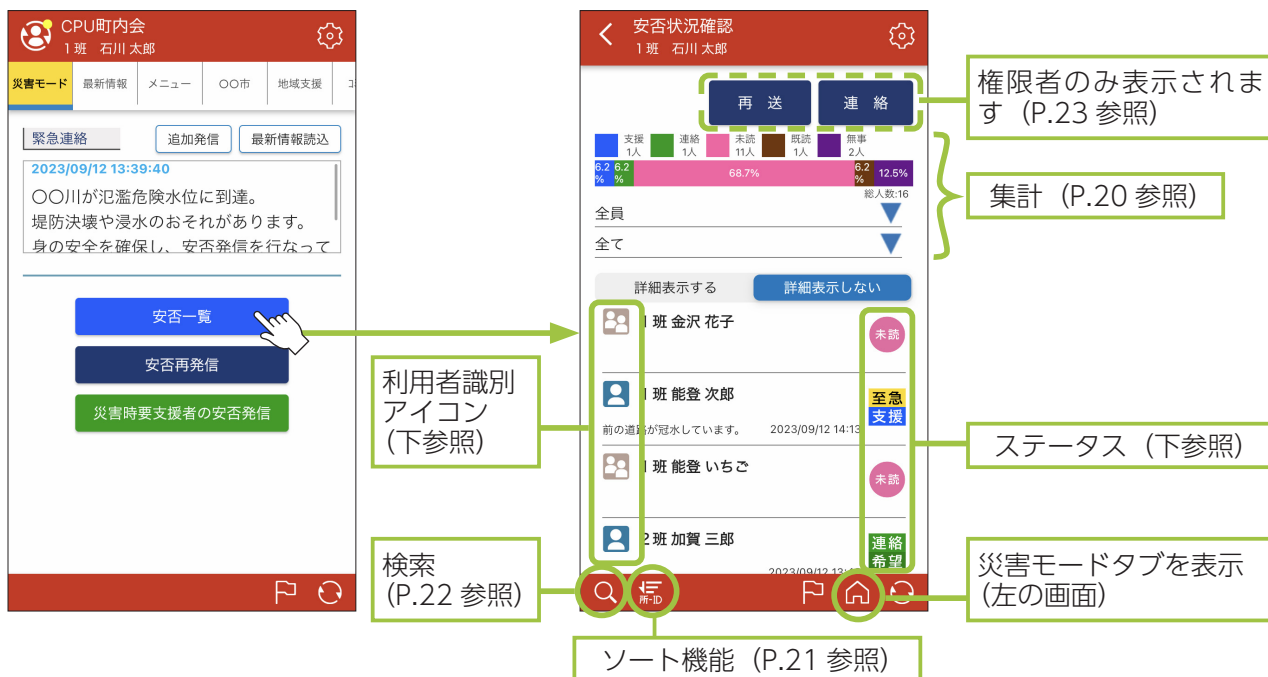 CPU町内会
1班 石川 太郎
災害モード 最新情報 メニュー 〇〇市 地域支援
緊急連絡 追加発信 最新情報読込
2023/09/12 13:39:40
〇〇川が氾濫危険水位に到達。
堤防決壊や浸水のおそれがあります。
身の安全を確保し、安否発信を行なって
安否一覧
安否再発信
災害時要支援者の安否発信
安否状況確認
1班 石川 太郎
再 送 連 絡
支援 連絡 未読 既読 無事
1人 1人 11人 1人 2人
6.2% 6.2% 68.7% 6.2% 12.5%
総人数:16
全員
全て
詳細表示する 詳細表示しない
班 金沢 花子
未読
班 能登 次郎
至急
支援
前の道路が冠水しています。 2023/09/12 14:13
班 能登 いちご
未読
2班 加賀 三郎
連絡
希望
2023/09/12 13:
所-ID
権限者のみ表示されま
す（P.23 参照）
集計（P.20 参照）
利用者識別
アイコン
（下参照）
ステータス（下参照）
検索
（P.22 参照）
災害モードタブを表示
（左の画面）
ソート機能（P.21 参照）